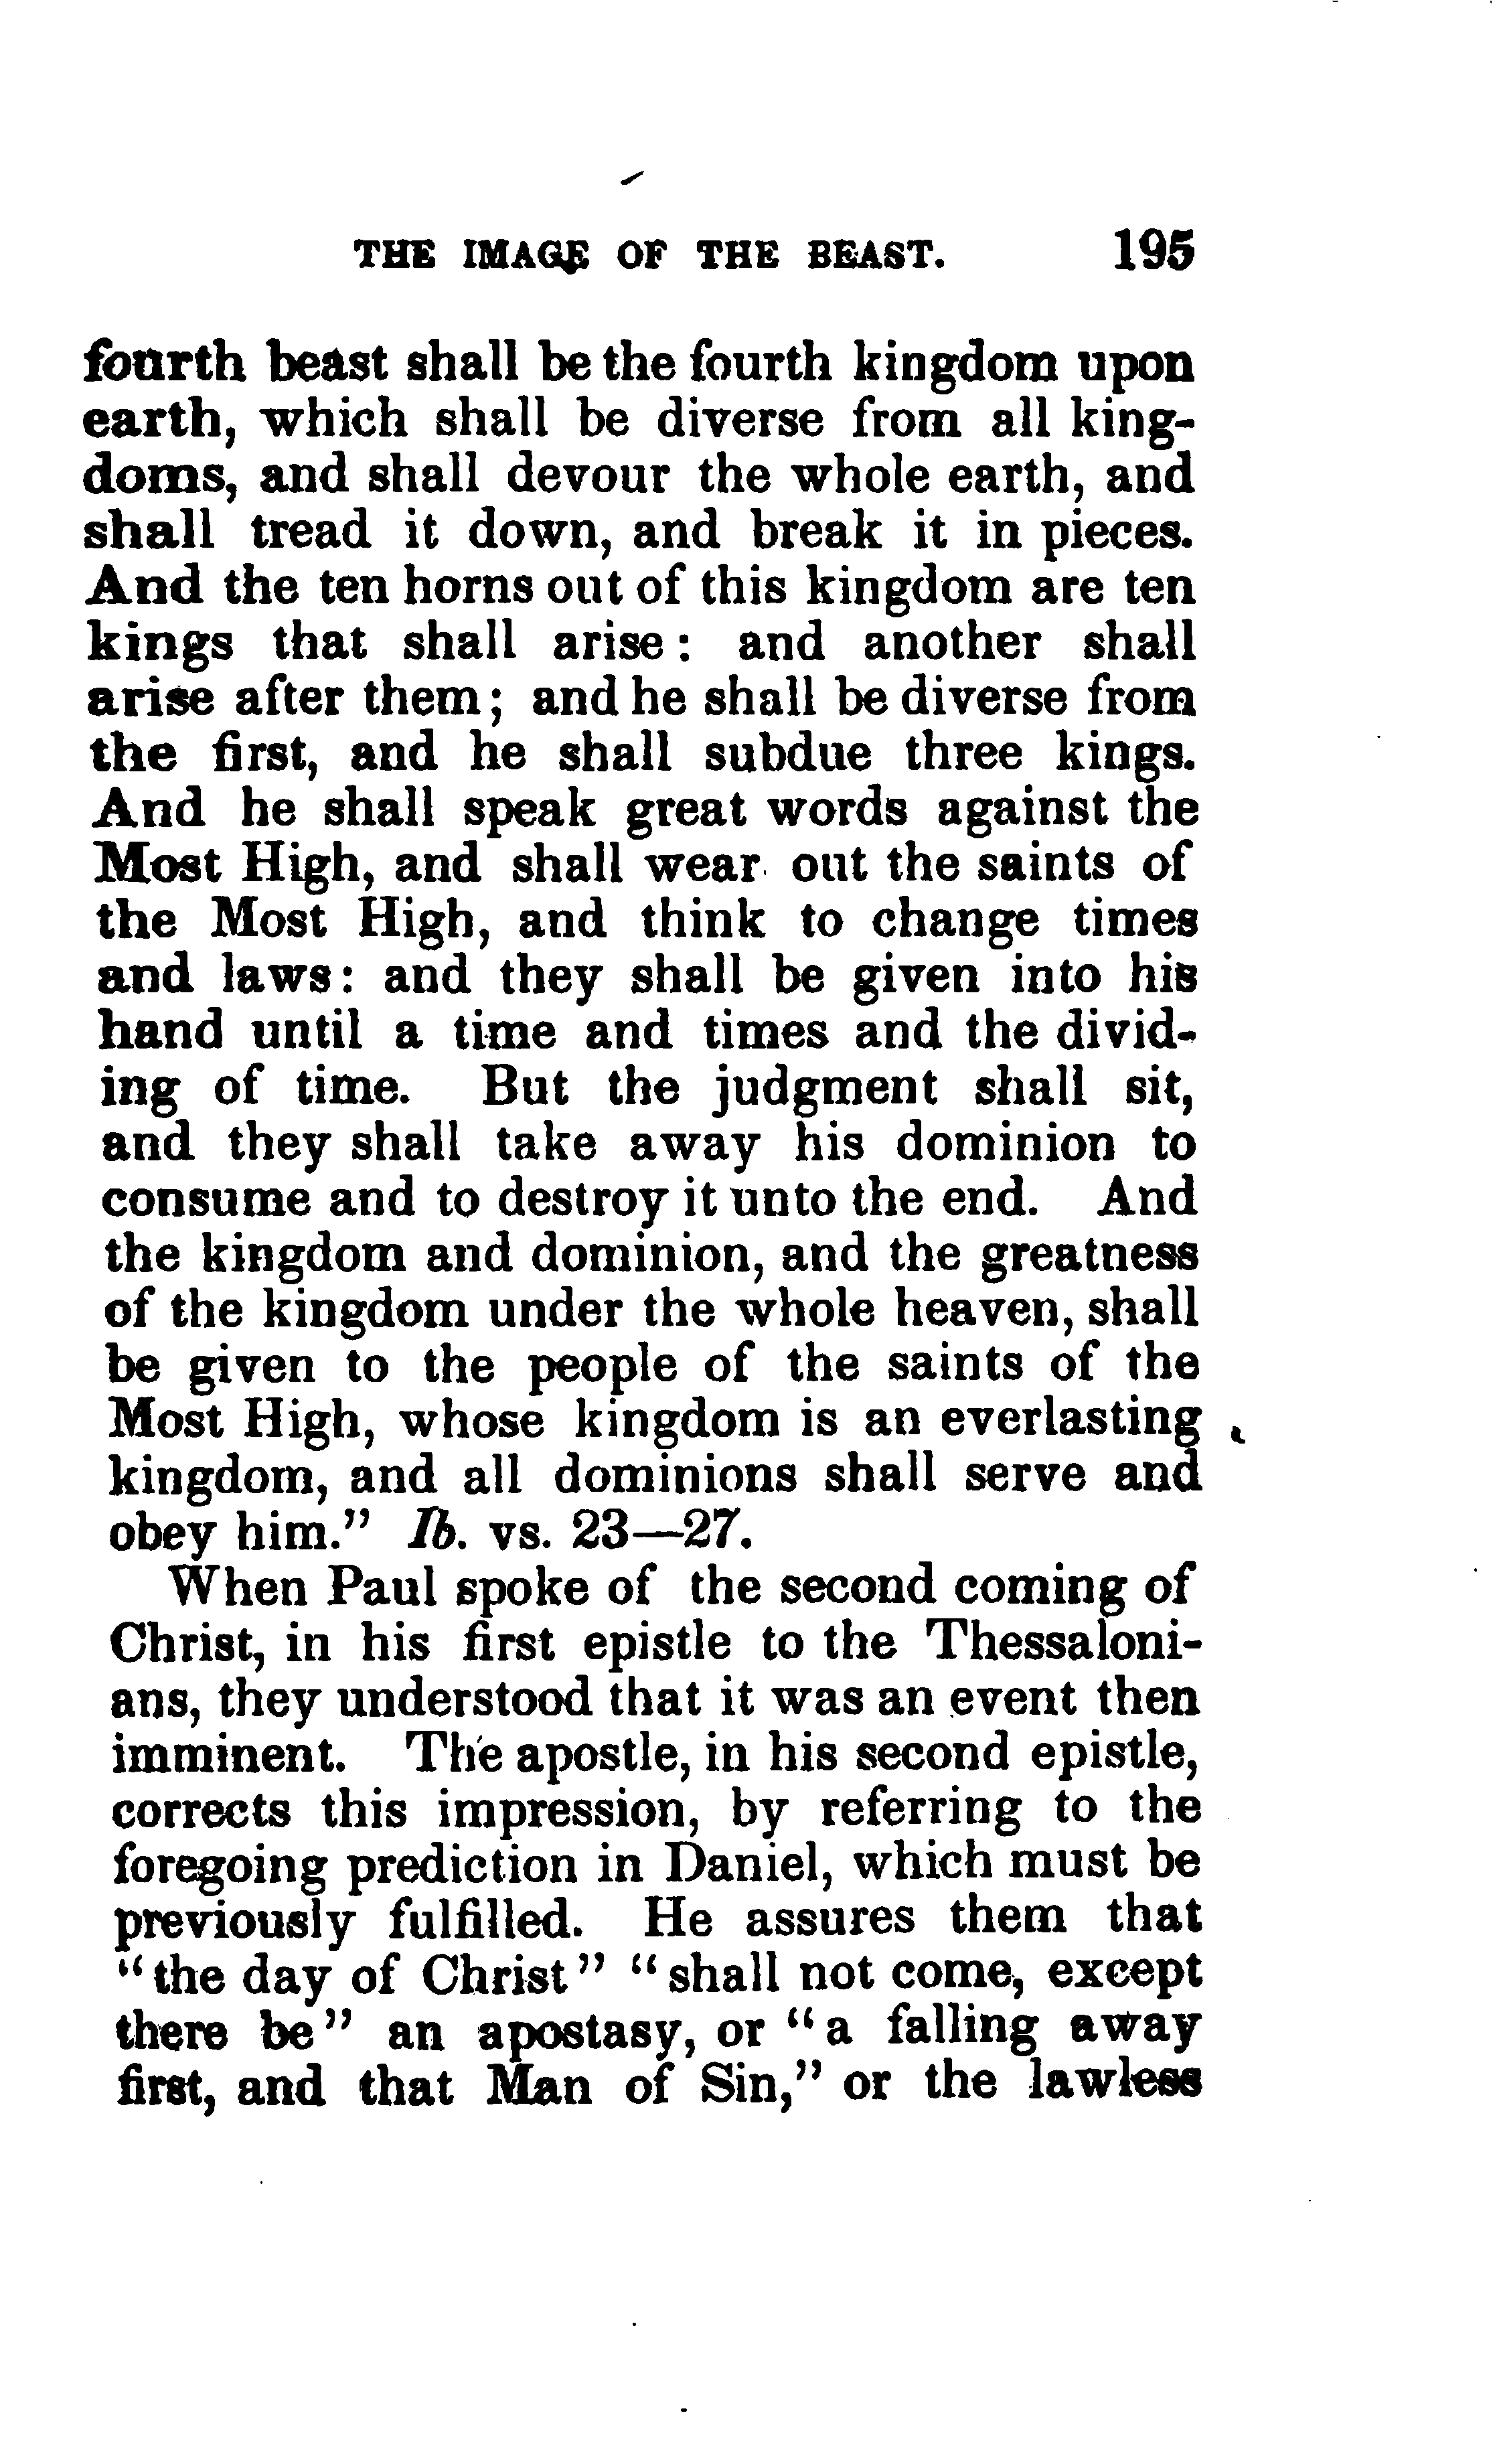 THE IMAGE OF THE BEAST. 195
fourth beast shall be the fourth kingdom upon
earth, which shall be diverse from all king-
doms, and shall devour the whole earth, and
shall tread it down, and break it in pieces.
And the ten horns out of this kingdom are ten
kings that shall arise: and another shall
arise after them; and he shall be diverse from
the first, and he shall subdue three kings.
And he shall speak great words against the
Most High, and shall wear out the saints of
the Most High, and think to change times
and laws: and they shall be given into his
hand until a time and times and the divid-
ing of time. But the judgment shall sit,
and they shall take away his dominion to
consume and to destroy it unto the end. And
the kingdom and dominion, and the greatness
of the kingdom under the whole heaven, shall
be given to the people of the saints of the
Most High, whose kingdom is an everlasting
kingdom, and all dominions shall serve and
obey him." Ib. vs. 23—27.
When Paul spoke of the second coming of
Christ, in his first epistle to the Thessaloni-
ans, they understood that it was an event then
imminent. The apostle, in his second epistle,
corrects this impression, by referring to the
foregoing prediction in Daniel, which must be
previously fulfilled. He assures them that
"the day of Christ" "shall not come, except
there be" an apostasy, or "a falling away
first, and that Man of Sin," or the lawless